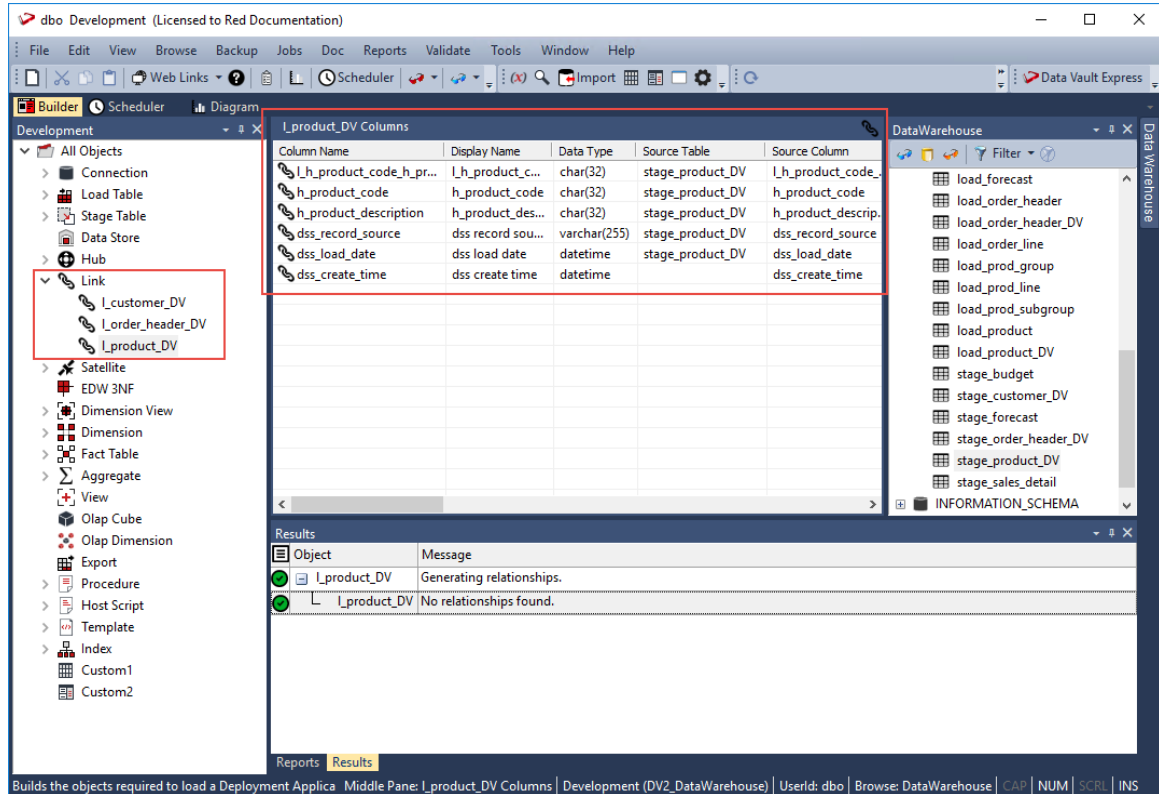 dbo Development (Licensed to Red Documentation)
File Edit View Browse Backup Jobs Doc Reports Validate Tools Window Help
Web Links Scheduler (x) Import Data Vault Express
Builder Scheduler Diagram
Development
All Objects
Connection
Load Table
Stage Table
Data Store
Hub
Link
l_customer_DV
l_order_header_DV
l_product_DV
Satellite
EDW 3NF
Dimension View
Dimension
Fact Table
Aggregate
View
Olap Cube
Olap Dimension
Export
Procedure
Host Script
Template
Index
Custom1
Custom2
l_product_DV Columns
Column Name Display Name Data Type Source Table Source Column
l_h_product_code_h_pr... l_h_product_c... char(32) stage_product_DV l_h_product_code_.
h_product_code h_product_code char(32) stage_product_DV h_product_code
h_product_description h_product_des... char(32) stage_product_DV h_product_descrip.
dss_record_source dss record sou... varchar(255) stage_product_DV dss_record_source
dss_load_date dss load date datetime stage_product_DV dss_load_date
dss_create_time dss create time datetime dss_create_time
DataWarehouse
Filter
load_forecast
load_order_header
load_order_header_DV
load_order_line
load_prod_group
load_prod_line
load_prod_subgroup
load_product
load_product_DV
stage_budget
stage_customer_DV
stage_forecast
stage_order_header_DV
stage_product_DV
stage_sales_detail
INFORMATION_SCHEMA
Data Warehouse
Results
Object Message
l_product_DV Generating relationships.
l_product_DV No relationships found.
Reports Results
Builds the objects required to load a Deployment Applica Middle Pane: l_product_DV Columns Development (DV2_DataWarehouse) UserId: dbo Browse: DataWarehouse CAP NUM SCRL INS